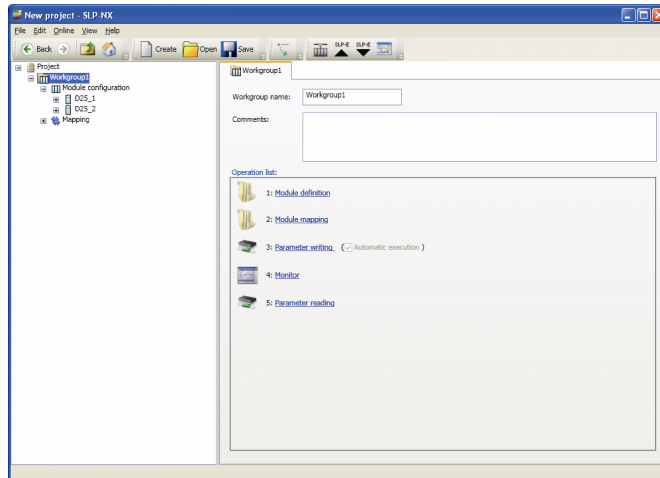 New project - SLP-NX
File Edit Online View Help
Back Create Open Save SLP-E SLP-E
Project
Workgroup1
Module configuration
D25_1
D25_2
Mapping
Workgroup1
Workgroup name: Workgroup1
Comments:
Operation list:
1: Module definition
2: Module mapping
3: Parameter writing ( Automatic execution )
4: Monitor
5: Parameter reading